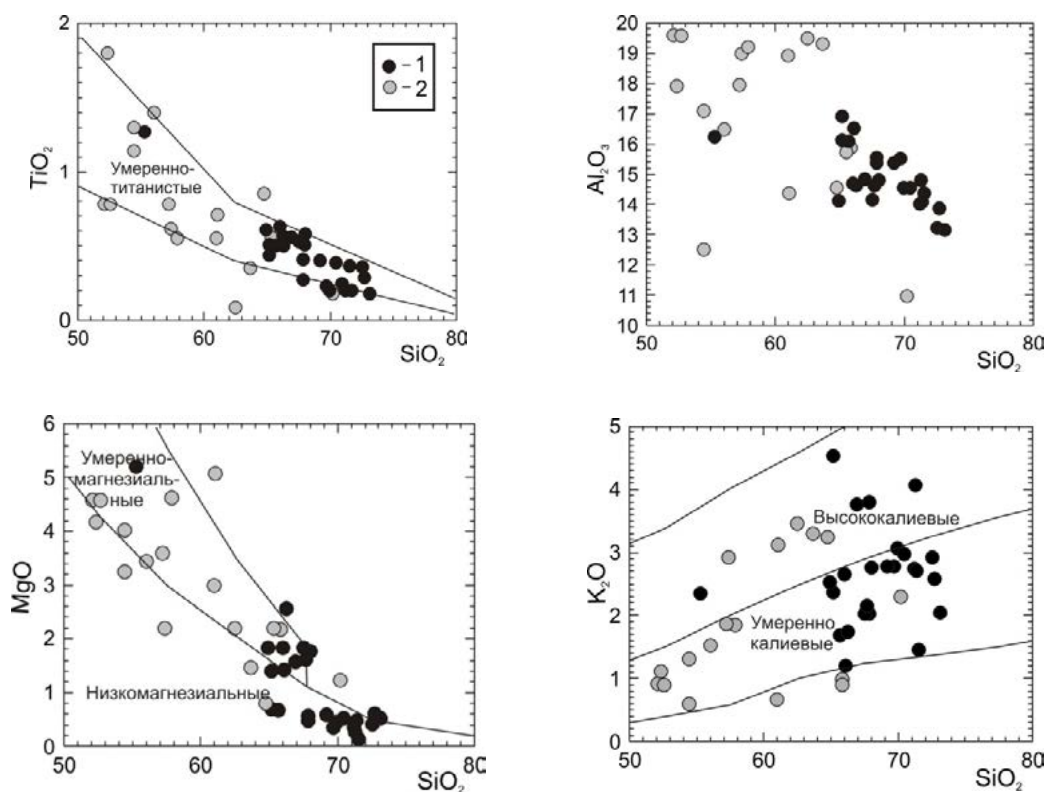 2
1
0
TiO₂
50
60
70
80
SiO₂
- 1
- 2
Умеренно-
титанистые
20
19
18
17
16
15
14
13
12
11
10
Al₂O₃
50
60
70
80
SiO₂
6
5
4
3
2
1
0
MgO
50
60
70
80
SiO₂
Умеренно-
магнезиаль-
ные
Низкомагнезиальные
5
4
3
2
1
0
K₂O
50
60
70
80
SiO₂
Высококалиевые
Умеренно
калиевые